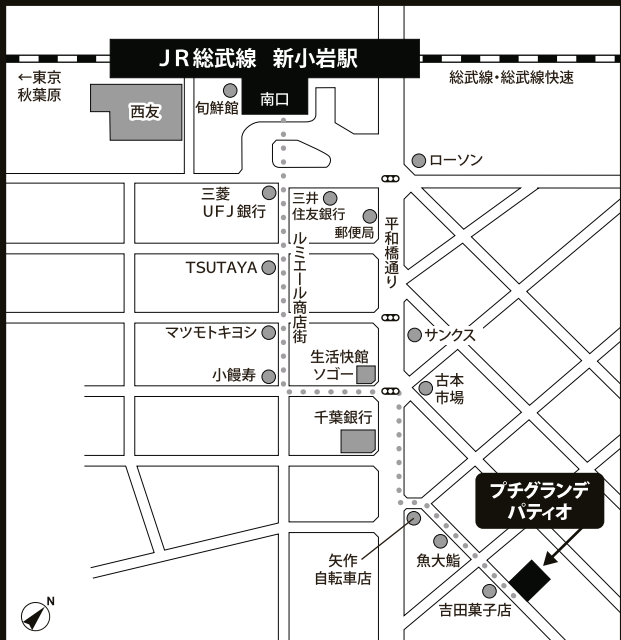 JR総武線 新小岩駅
←東京
秋葉原
総武線・総武線快速
西友
旬鮮館
南口
ローソン
三菱
UFJ銀行
三井
住友銀行
郵便局
平和橋通り
ルミエール商店街
TSUTAYA
マツモトキヨシ
サンクス
生活快館
ソゴー
小饅寿
古本
市場
千葉銀行
プチグランデ
パティオ
矢作
自転車店
魚大鮨
吉田菓子店
N